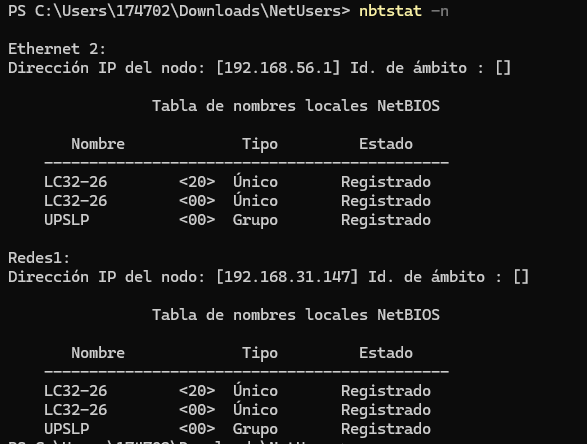 PS C:\Users\174702\Downloads\NetUsers> nbtstat -n
Ethernet 2:
Dirección IP del nodo: [192.168.56.1] Id. de ámbito : []
Tabla de nombres locales NetBIOS
Nombre Tipo Estado
---------------------------------------------
LC32-26 <20> Único Registrado
LC32-26 <00> Único Registrado
UPSLP <00> Grupo Registrado
Redes1:
Dirección IP del nodo: [192.168.31.147] Id. de ámbito : []
Tabla de nombres locales NetBIOS
Nombre Tipo Estado
---------------------------------------------
LC32-26 <20> Único Registrado
LC32-26 <00> Único Registrado
UPSLP <00> Grupo Registrado